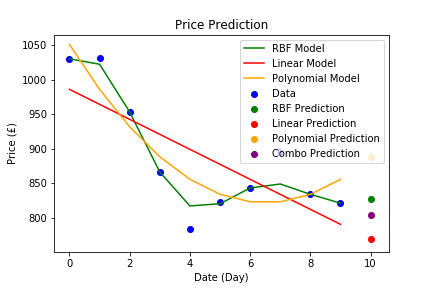 Price Prediction
1050
1000
950
900
850
800
Price (£)
RBF Model
Linear Model
Polynomial Model
Data
RBF Prediction
Linear Prediction
Polynomial Prediction
Combo Prediction
0
2
4
6
8
10
Date (Day)